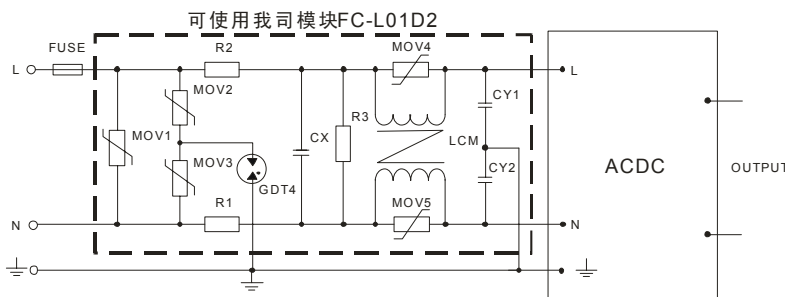 可使用我司模块FC-L01D2
FUSE
R2
MOV4
L
L
MOV2
CY1
R3
MOV1
CX
LCM
MOV3
CY2
ACDC
OUTPUT
GDT4
N
R1
MOV5
N